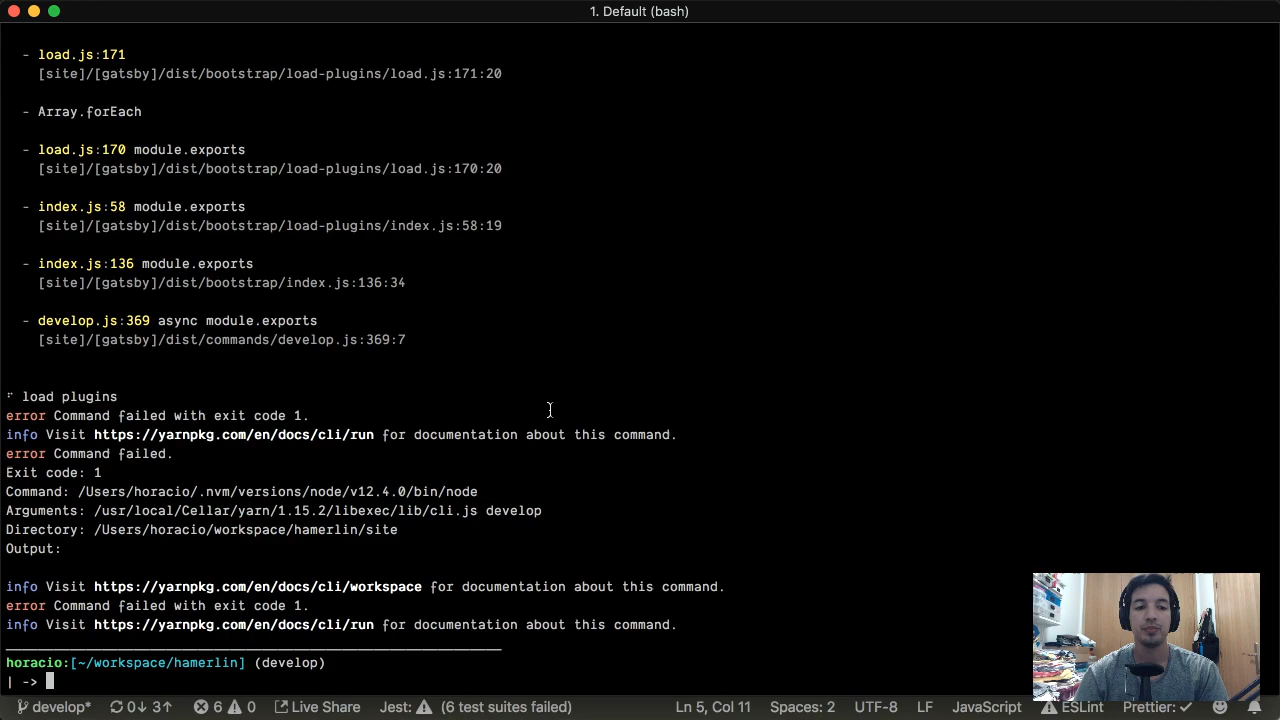 1. Default (bash)
- load.js:171
[site]/[gatsby]/dist/bootstrap/load-plugins/load.js:171:20
- Array.forEach
- load.js:170 module.exports
[site]/[gatsby]/dist/bootstrap/load-plugins/load.js:170:20
- index.js:58 module.exports
[site]/[gatsby]/dist/bootstrap/load-plugins/index.js:58:19
- index.js:136 module.exports
[site]/[gatsby]/dist/bootstrap/index.js:136:34
- develop.js:369 async module.exports
[site]/[gatsby]/dist/commands/develop.js:369:7
⠋ load plugins
error Command failed with exit code 1.
info Visit https://yarnpkg.com/en/docs/cli/run for documentation about this command.
error Command failed.
Exit code: 1
Command: /Users/horacio/.nvm/versions/node/v12.4.0/bin/node
Arguments: /usr/local/Cellar/yarn/1.15.2/libexec/lib/cli.js develop
Directory: /Users/horacio/workspace/hamerlin/site
Output:
info Visit https://yarnpkg.com/en/docs/cli/workspace for documentation about this command.
error Command failed with exit code 1.
info Visit https://yarnpkg.com/en/docs/cli/run for documentation about this command.
horacio:[~/workspace/hamerlin] (develop)
| ->
develop* 0↓ 3↑ 6 0 Live Share Jest: (6 test suites failed) Ln 5, Col 11 Spaces: 2 UTF-8 LF JavaScript ESLint Prettier: ✓